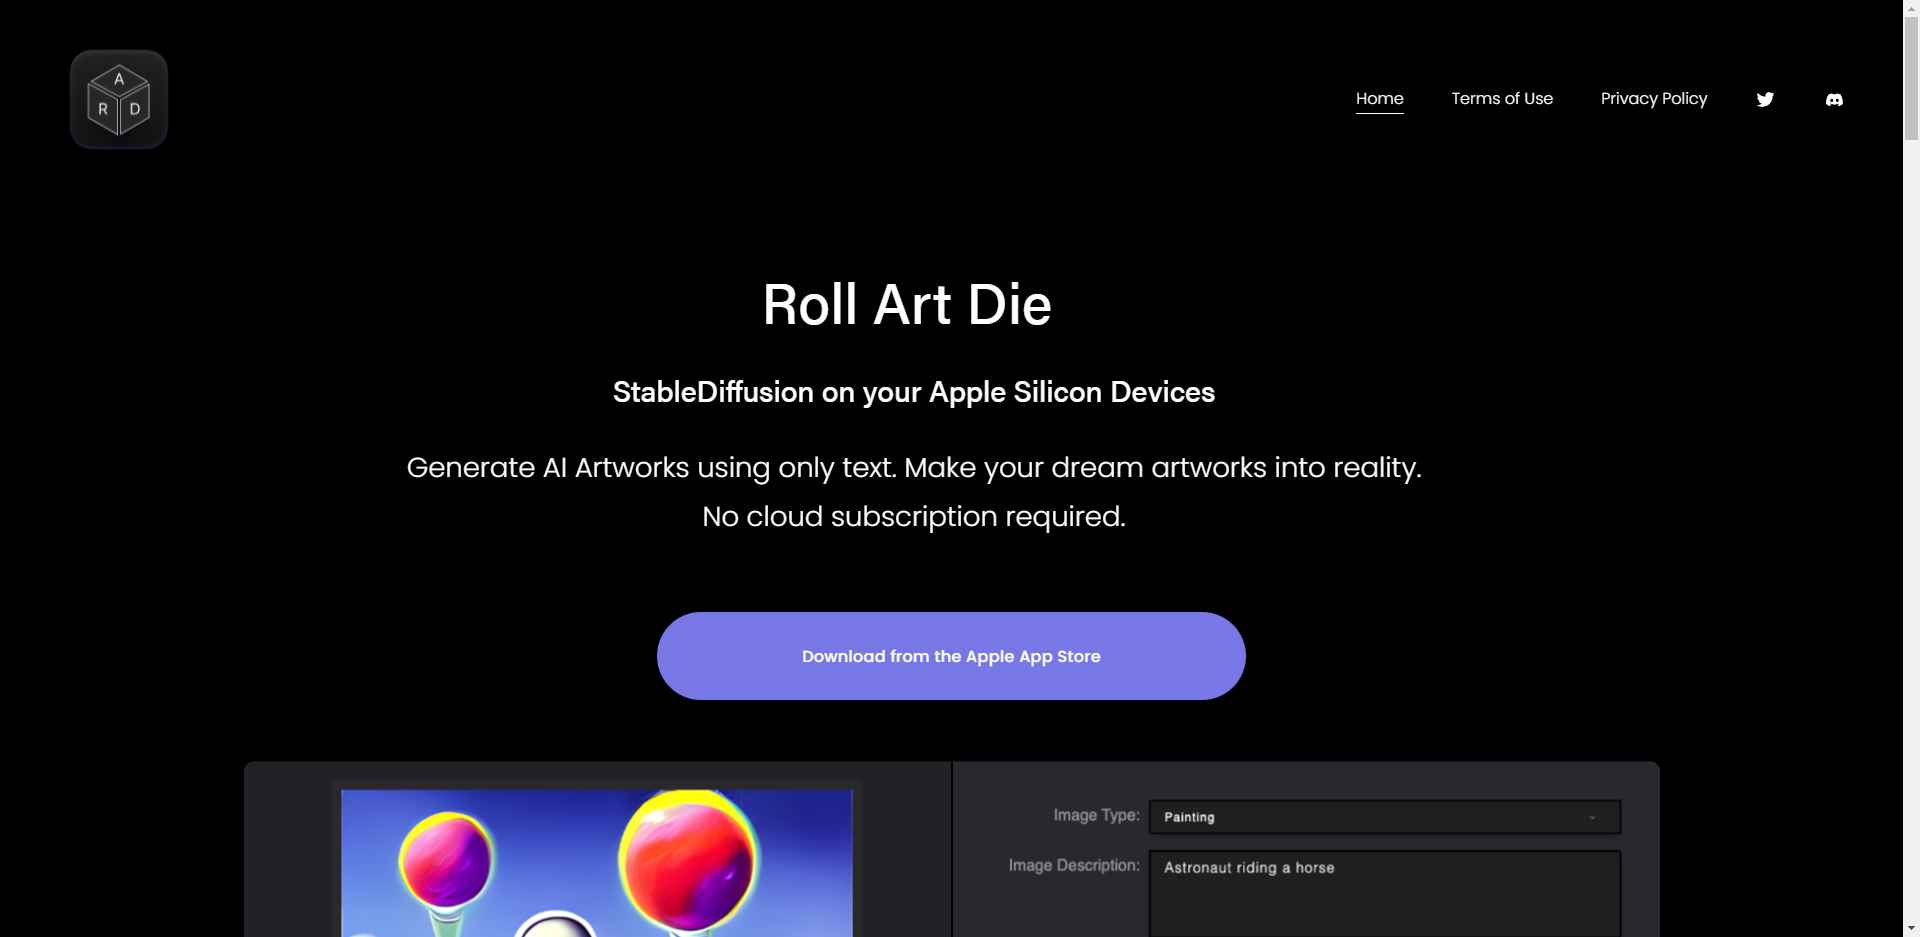 A
R D
Home Terms of Use Privacy Policy
Roll Art Die
StableDiffusion on your Apple Silicon Devices
Generate AI Artworks using only text. Make your dream artworks into reality.
No cloud subscription required.
Download from the Apple App Store
Image Type: Painting
Image Description: Astronaut riding a horse